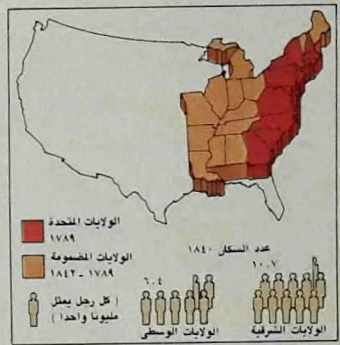 الولايات المتحدة
١٧٨٩
الولايات المضمومة
١٧٨٩ - ١٨٤٢
( كل رجل يمثل
مليونا واحدا )
عدد السكان ١٨٤٠
٦.٤
١٠.٧
الولايات الوسطى
الولايات الشرقية